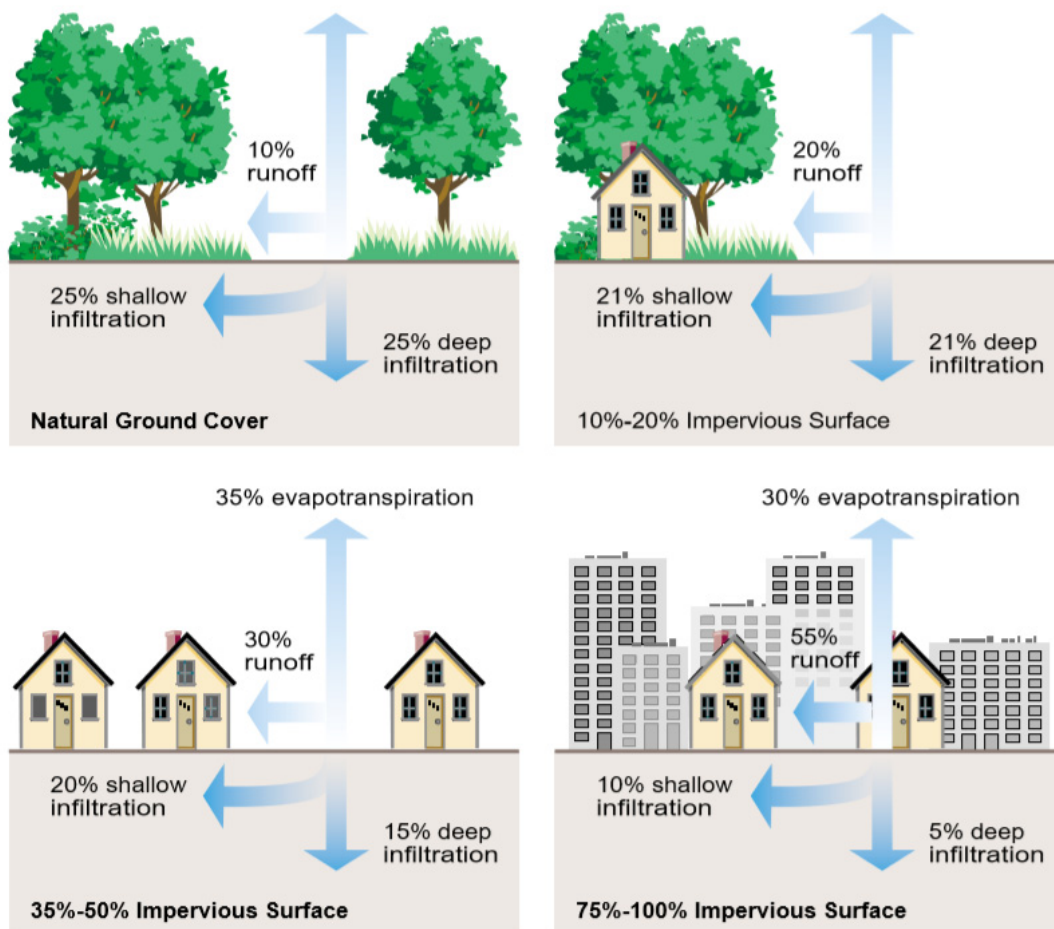 10%
runoff
25% shallow
infiltration
25% deep
infiltration
Natural Ground Cover
20%
runoff
21% shallow
infiltration
21% deep
infiltration
10%-20% Impervious Surface
35% evapotranspiration
30%
runoff
20% shallow
infiltration
15% deep
infiltration
35%-50% Impervious Surface
30% evapotranspiration
55%
runoff
10% shallow
infiltration
5% deep
infiltration
75%-100% Impervious Surface